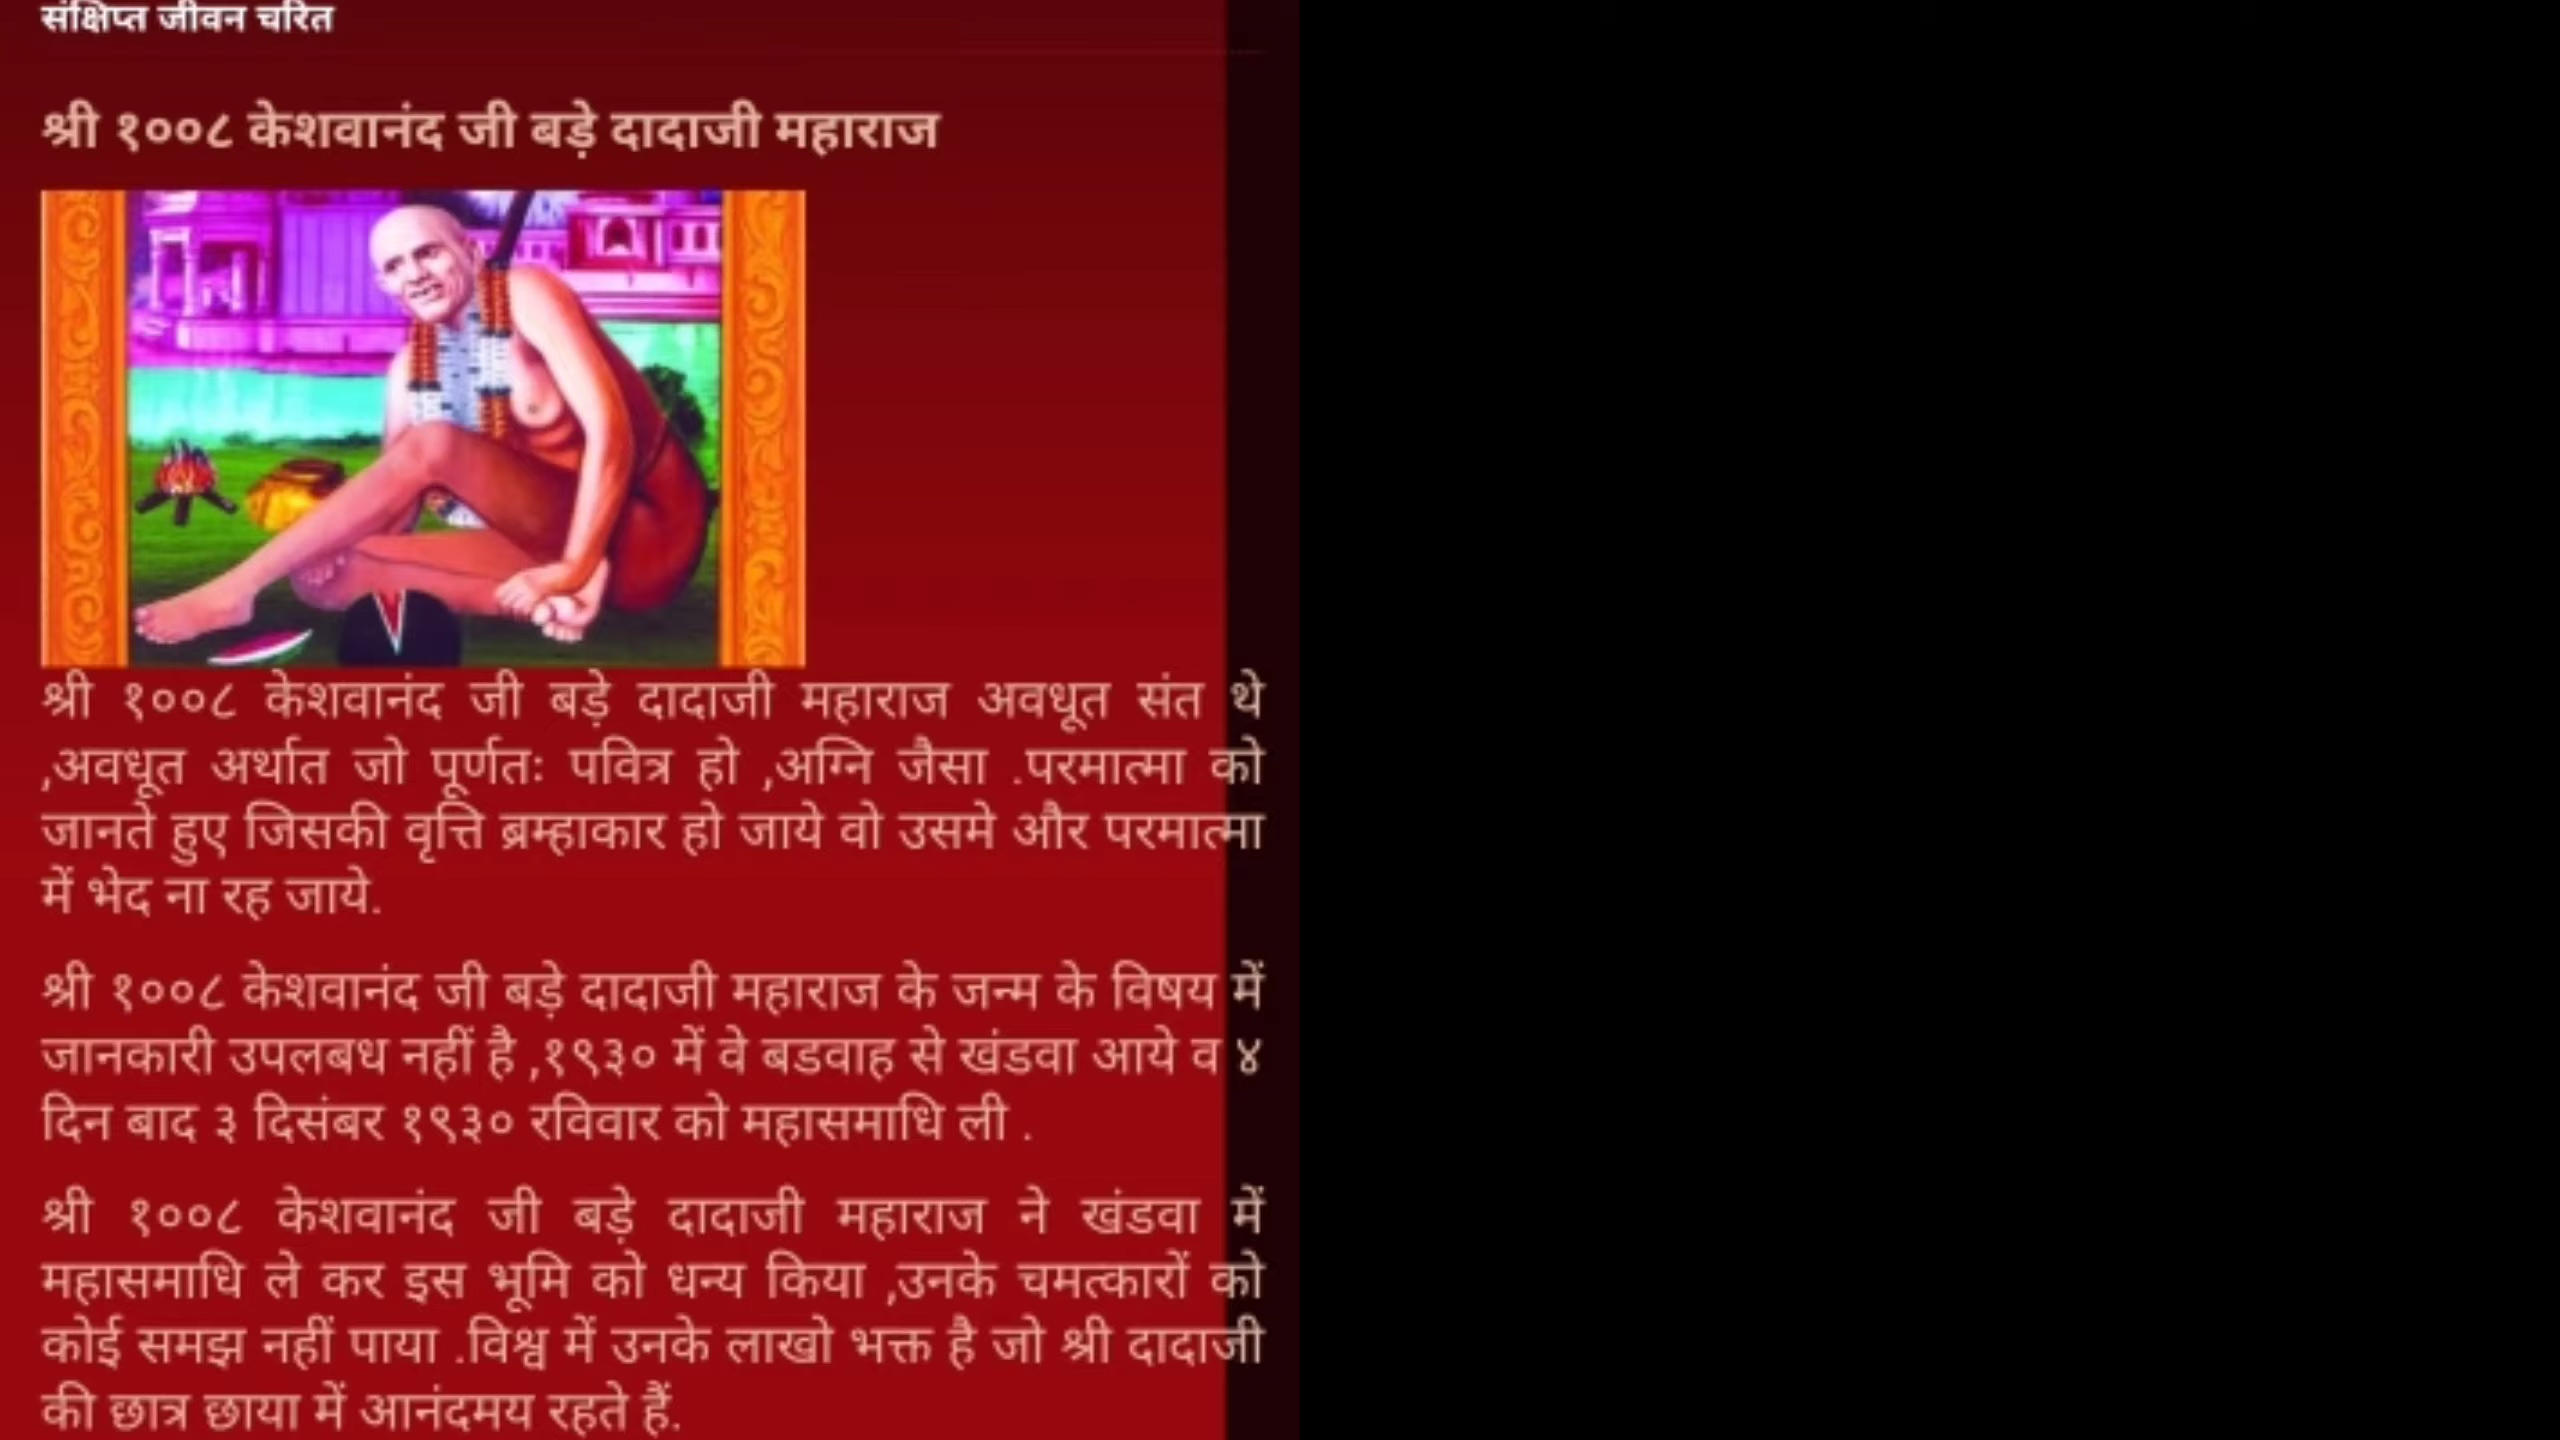 संक्षिप्त जीवन चरित
श्री १००८ केशवानंद जी बड़े दादाजी महाराज
श्री १००८ केशवानंद जी बड़े दादाजी महाराज अवधूत संत थे
,अवधूत अर्थात जो पूर्णतः पवित्र हो ,अग्नि जैसा .परमात्मा को
जानते हुए जिसकी वृत्ति ब्रम्हाकार हो जाये वो उसमे और परमात्मा
में भेद ना रह जाये.
श्री १००८ केशवानंद जी बड़े दादाजी महाराज के जन्म के विषय में
जानकारी उपलबध नहीं है ,१९३० में वे बडवाह से खंडवा आये व ४
दिन बाद ३ दिसंबर १९३० रविवार को महासमाधि ली .
श्री १००८ केशवानंद जी बड़े दादाजी महाराज ने खंडवा में
महासमाधि ले कर इस भूमि को धन्य किया ,उनके चमत्कारों को
कोई समझ नहीं पाया .विश्व में उनके लाखो भक्त है जो श्री दादाजी
की छात्र छाया में आनंदमय रहते हैं.